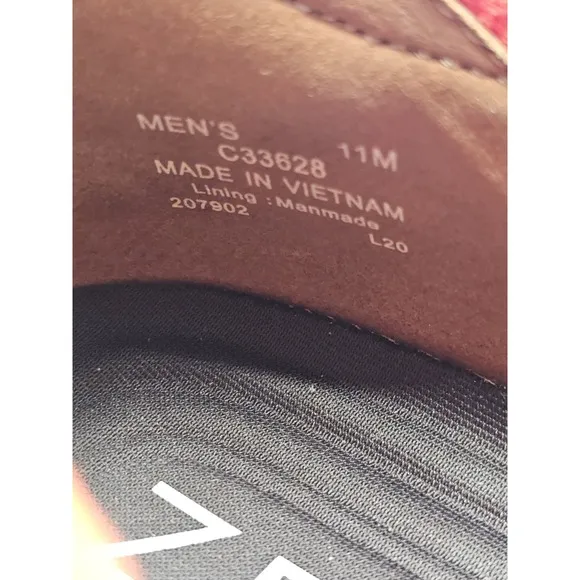 MEN'S 11M
C33628
MADE IN VIETNAM
Lining : Manmade
207902 L20